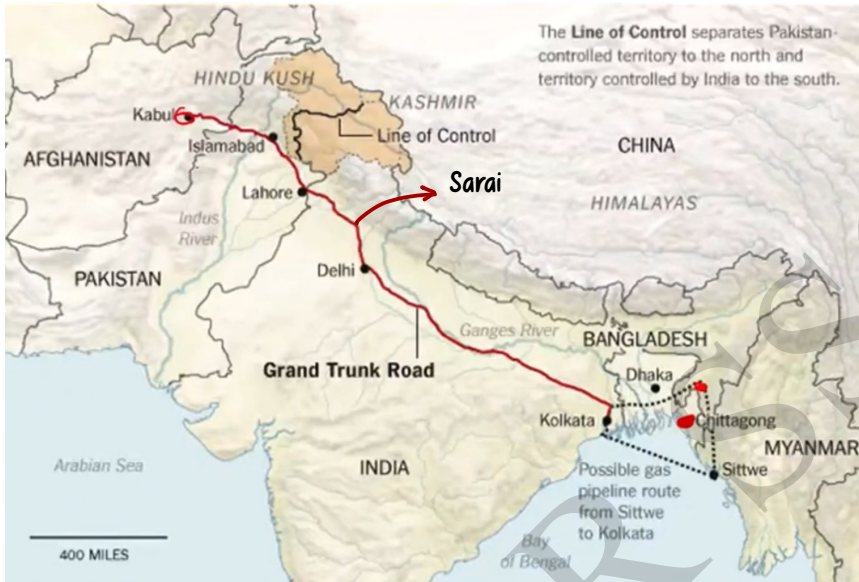 The Line of Control separates Pakistan-
controlled territory to the north and
territory controlled by India to the south.
HINDU KUSH
KASHMIR
Kabul
Line of Control
Islamabad
CHINA
AFGHANISTAN
Sarai
Lahore
HIMALAYAS
Indus
River
Delhi
PAKISTAN
Ganges River
BANGLADESH
Grand Trunk Road
Dhaka
Kolkata
Chittagong
MYANMAR
Arabian Sea
INDIA
Sittwe
Possible gas
pipeline route
from Sittwe
to Kolkata
Bay
of Bengal
400 MILES